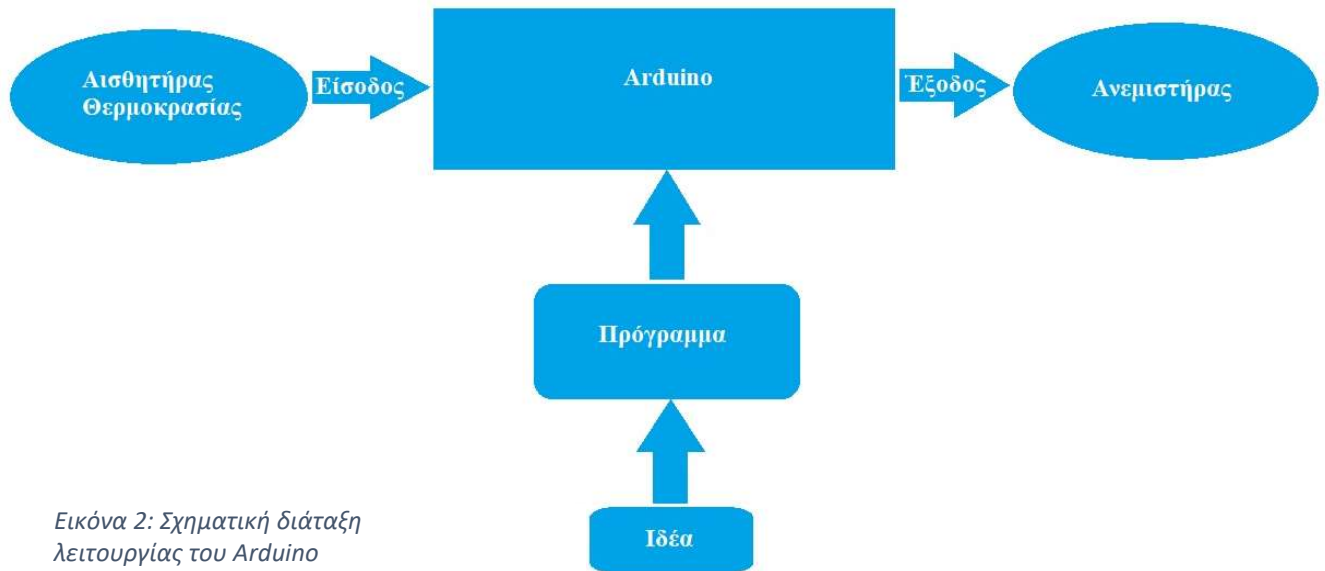 Αισθητήρας
Θερμοκρασίας
Είσοδος
Arduino
Έξοδος
Ανεμιστήρας
Πρόγραμμα
Ιδέα
Εικόνα 2: Σχηματική διάταξη
λειτουργίας του Arduino